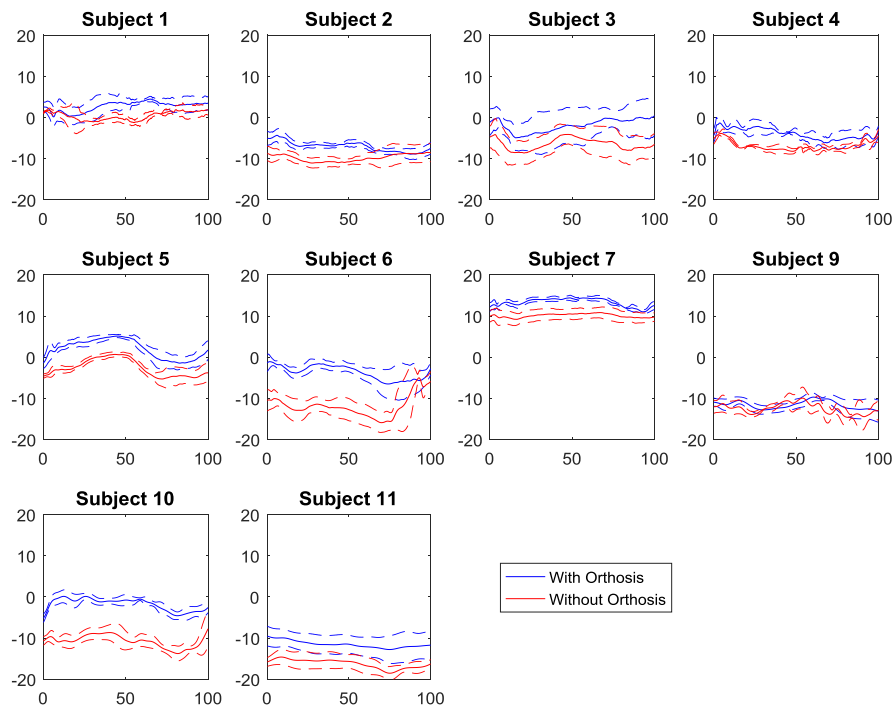 Subject 1 Subject 2 Subject 3 Subject 4
20 20 20 20
10 10 10 10
0 0 0 0
-10 -10 -10 -10
-20 -20 -20 -20
0 50 100 0 50 100 0 50 100 0 50 100
Subject 5 Subject 6 Subject 7 Subject 9
20 20 20 20
10 10 10 10
0 0 0 0
-10 -10 -10 -10
-20 -20 -20 -20
0 50 100 0 50 100 0 50 100 0 50 100
Subject 10 Subject 11
20 20
10 10
0 0
-10 -10
-20 -20
0 50 100 0 50 100
With Orthosis
Without Orthosis